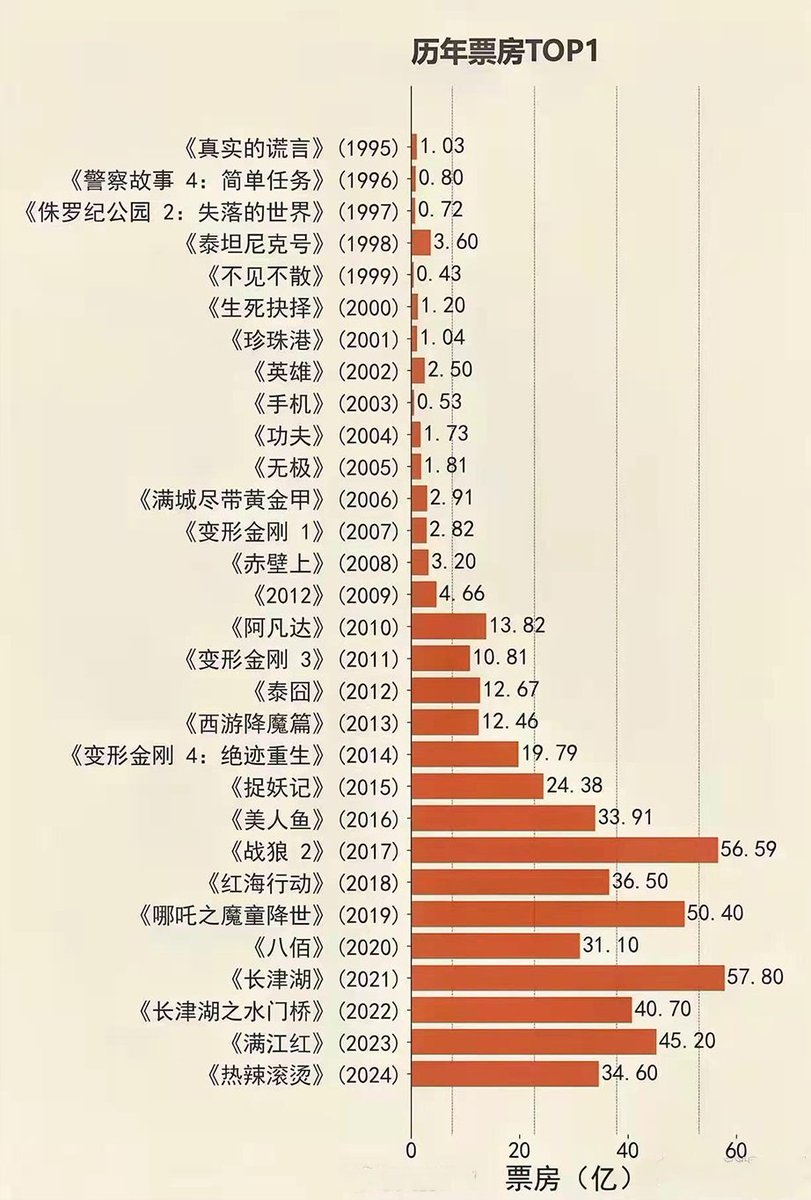 历年票房TOP1
《真实的谎言》(1995) 1.03
《警察故事 4: 简单任务》(1996) 0.80
《侏罗纪公园 2: 失落的世界》(1997) 0.72
《泰坦尼克号》(1998) 3.60
《不见不散》(1999) 0.43
《生死抉择》(2000) 1.20
《珍珠港》(2001) 1.04
《英雄》(2002) 2.50
《手机》(2003) 0.53
《功夫》(2004) 1.73
《无极》(2005) 1.81
《满城尽带黄金甲》(2006) 2.91
《变形金刚 1》(2007) 2.82
《赤壁上》(2008) 3.20
《2012》(2009) 4.66
《阿凡达》(2010) 13.82
《变形金刚 3》(2011) 10.81
《泰囧》(2012) 12.67
《西游降魔篇》(2013) 12.46
《变形金刚 4: 绝迹重生》(2014) 19.79
《捉妖记》(2015) 24.38
《美人鱼》(2016) 33.91
《战狼 2》(2017) 56.59
《红海行动》(2018) 36.50
《哪吒之魔童降世》(2019) 50.40
《八佰》(2020) 31.10
《长津湖》(2021) 57.80
《长津湖之水门桥》(2022) 40.70
《满江红》(2023) 45.20
《热辣滚烫》(2024) 34.60
0 20 40 60
票房（亿）